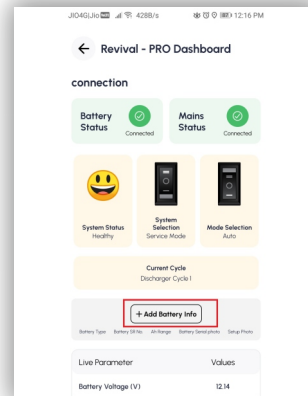 JIO4G|Jio 428B/s 12:16 PM
Revival - PRO Dashboard
connection
Battery Status Connected
Mains Status Connected
System Status
Healthy
System Selection
Service Mode
Mode Selection
Auto
Current Cycle
Discharger Cycle 1
+ Add Battery Info
Battery Type Battery SR No. Ah Range Battery Serial photo Setup Photo
Live Parameter Values
Battery Voltage (V) 12.14